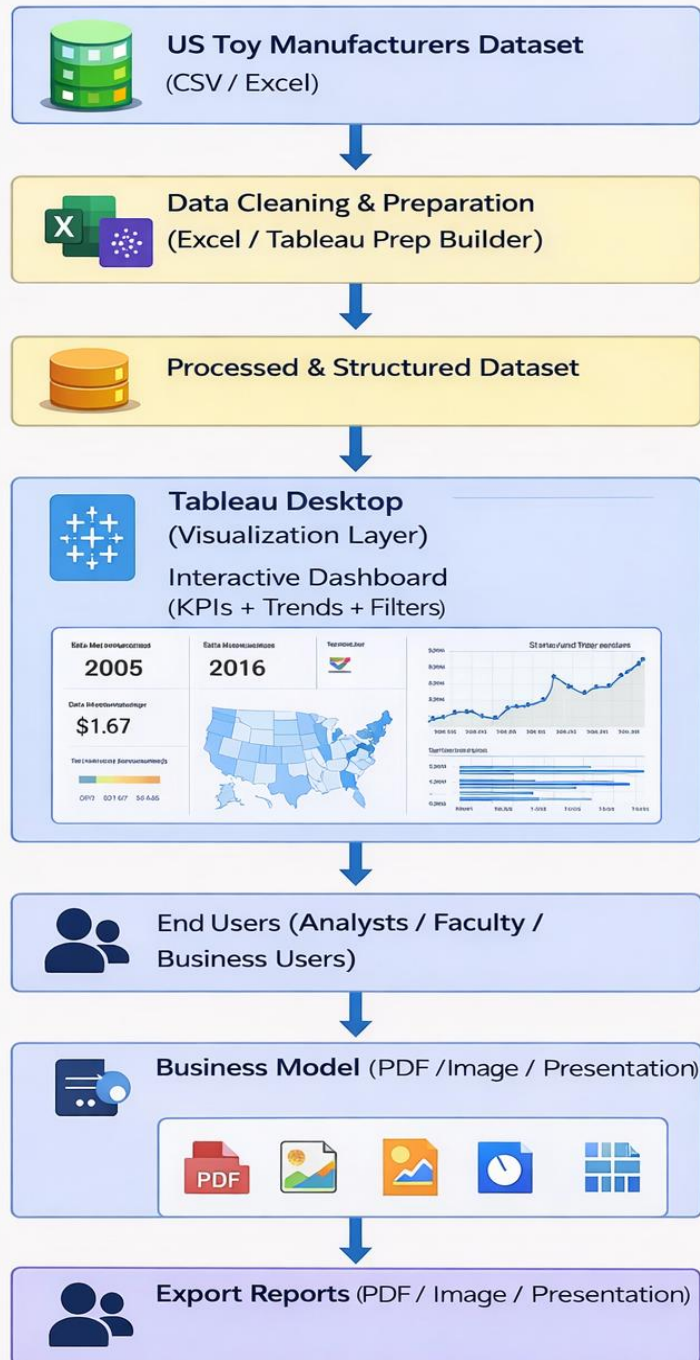 US Toy Manufacturers Dataset
(CSV / Excel)
X
Data Cleaning & Preparation
(Excel / Tableau Prep Builder)
Processed & Structured Dataset
Tableau Desktop
(Visualization Layer)
Interactive Dashboard
(KPIs + Trends + Filters)
2005
2016
$1.67
End Users (Analysts / Faculty /
Business Users)
Business Model (PDF / Image / Presentation)
PDF
Export Reports (PDF / Image / Presentation)